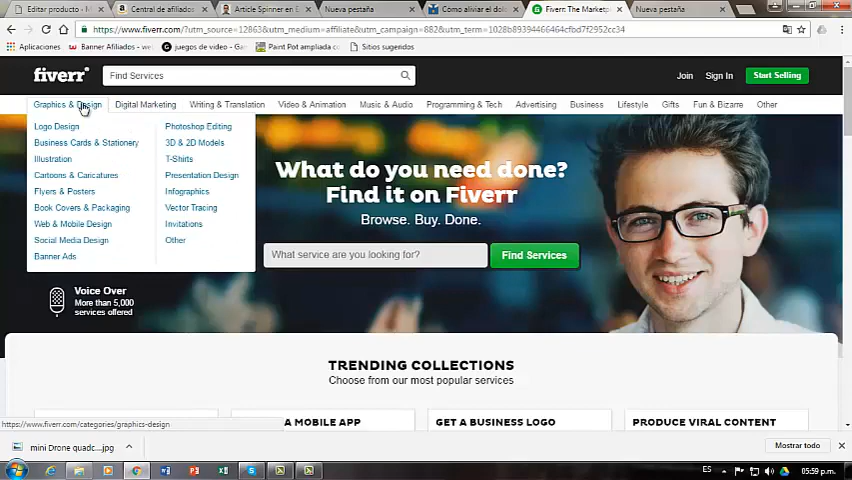 Editar producto - M
Central de afiliados
Article Spinner en E
Nueva pestaña
Cómo aliviar el dolo
Fiverr: The Marketp
Nueva pestaña
https://www.fiverr.com/?utm_source=12863&utm_medium=affiliate&utm_campaign=882&utm_term=1028b8939466464cfbd7f2952cc34
Aplicaciones
Banner Afiliados - we
juegos de video - Go
Paint Pot ampliada co
Sitios sugeridos
fiverr
Find Services
Join
Sign In
Start Selling
Graphics & Design
Digital Marketing
Writing & Translation
Video & Animation
Music & Audio
Programming & Tech
Advertising
Business
Lifestyle
Gifts
Fun & Bizarre
Other
Logo Design
Business Cards & Stationery
Illustration
Cartoons & Caricatures
Flyers & Posters
Book Covers & Packaging
Web & Mobile Design
Social Media Design
Banner Ads
Photoshop Editing
3D & 2D Models
T-Shirts
Presentation Design
Infographics
Vector Tracing
Invitations
Other
What do you need done?
Find it on Fiverr
Browse. Buy. Done.
What service are you looking for?
Find Services
Voice Over
More than 5,000
services offered
TRENDING COLLECTIONS
Choose from our most popular services
A MOBILE APP
GET A BUSINESS LOGO
PRODUCE VIRAL CONTENT
https://www.fiverr.com/categories/graphics-design
mini Drone quadc....jpg
Mostrar todo
ES
05:59 p.m.